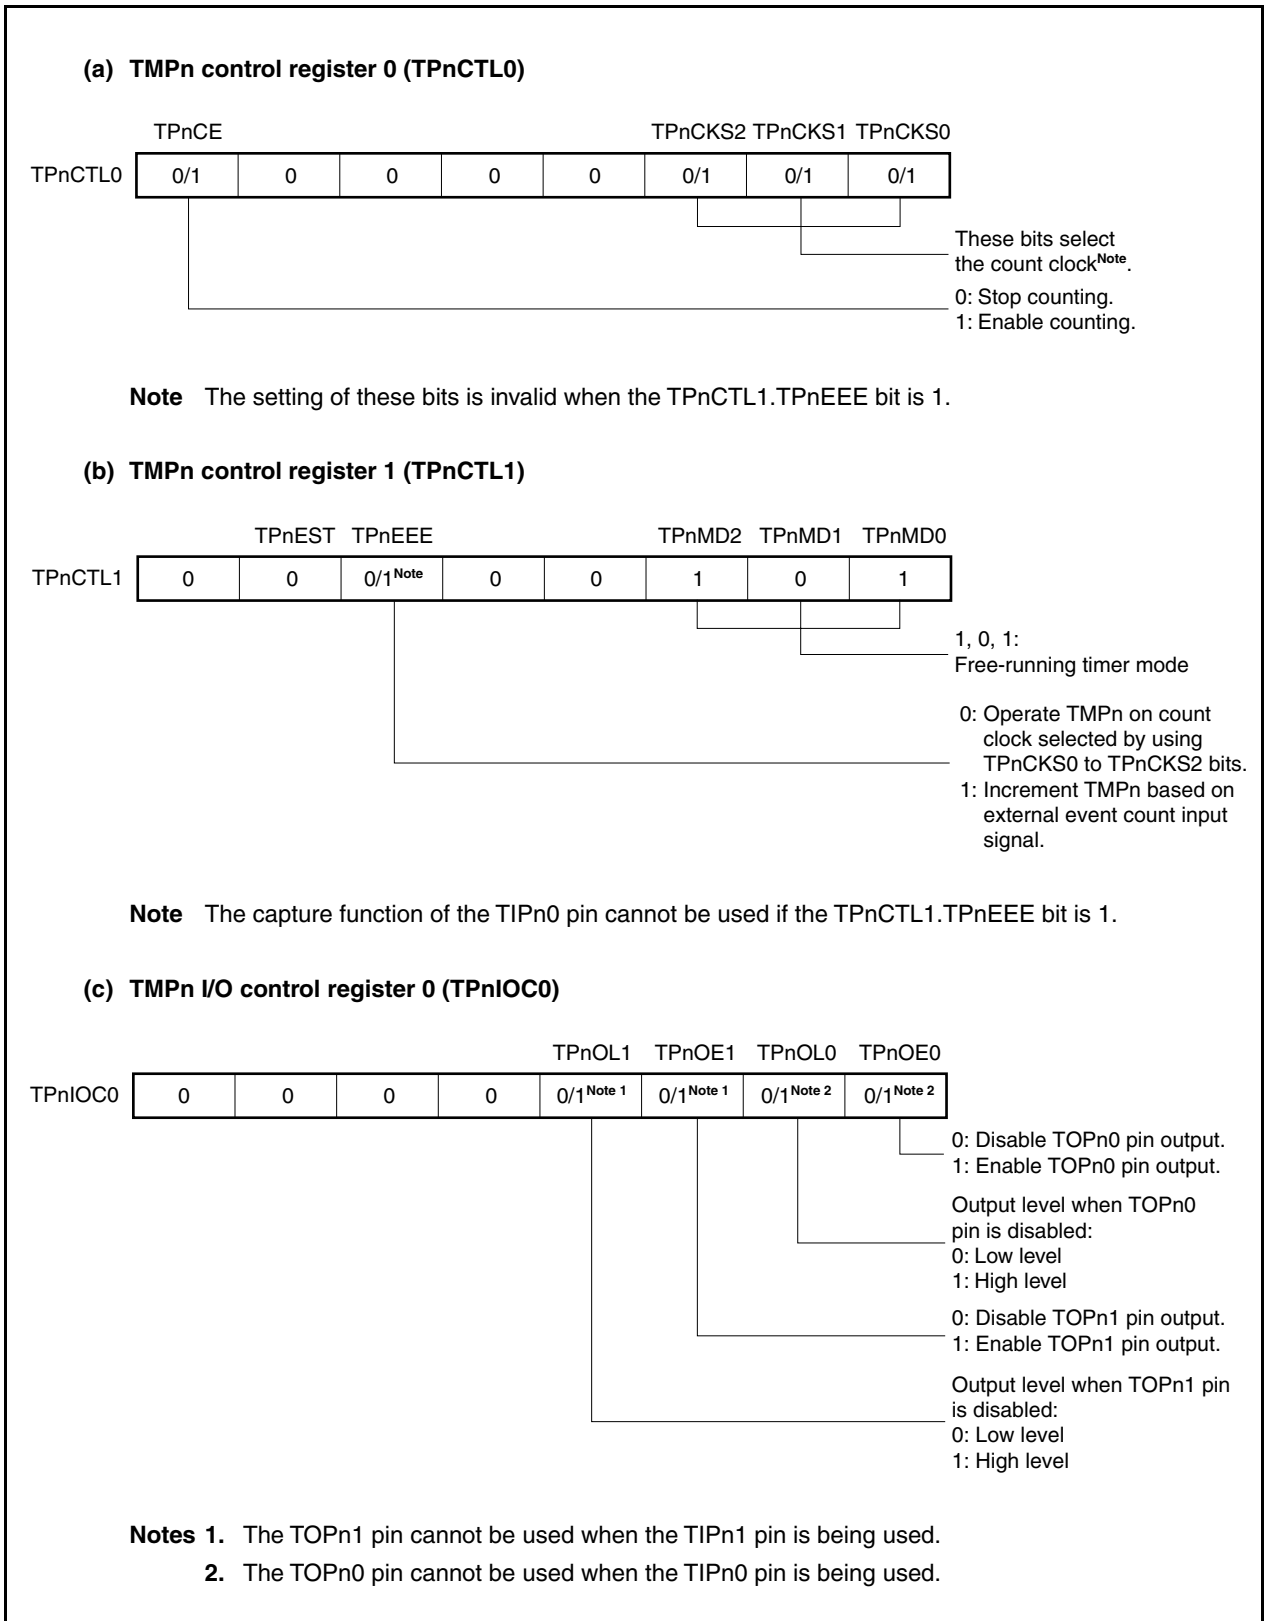 (a) TMPn control register 0 (TPnCTL0)
TPnCE TPnCKS2 TPnCKS1 TPnCKS0
TPnCTL0 0/1 0 0 0 0 0/1 0/1 0/1
These bits select
the count clockNote.
0: Stop counting.
1: Enable counting.
Note The setting of these bits is invalid when the TPnCTL1.TPnEEE bit is 1.
(b) TMPn control register 1 (TPnCTL1)
TPnEST TPnEEE TPnMD2 TPnMD1 TPnMD0
TPnCTL1 0 0 0/1Note 0 0 1 0 1
1, 0, 1:
Free-running timer mode
0: Operate TMPn on count
clock selected by using
TPnCKS0 to TPnCKS2 bits.
1: Increment TMPn based on
external event count input
signal.
Note The capture function of the TIPn0 pin cannot be used if the TPnCTL1.TPnEEE bit is 1.
(c) TMPn I/O control register 0 (TPnIOC0)
TPnOL1 TPnOE1 TPnOL0 TPnOE0
TPnIOC0 0 0 0 0 0/1Note 1 0/1Note 1 0/1Note 2 0/1Note 2
0: Disable TOPn0 pin output.
1: Enable TOPn0 pin output.
Output level when TOPn0
pin is disabled:
0: Low level
1: High level
0: Disable TOPn1 pin output.
1: Enable TOPn1 pin output.
Output level when TOPn1 pin
is disabled:
0: Low level
1: High level
Notes 1. The TOPn1 pin cannot be used when the TIPn1 pin is being used.
2. The TOPn0 pin cannot be used when the TIPn0 pin is being used.